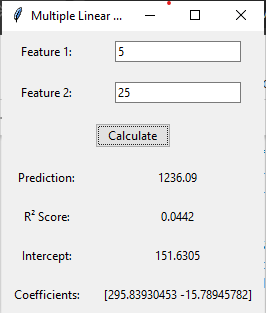 Multiple Linear ...
Feature 1: 5
Feature 2: 25
Calculate
Prediction: 1236.09
R² Score: 0.0442
Intercept: 151.6305
Coefficients: [295.83930453 -15.78945782]